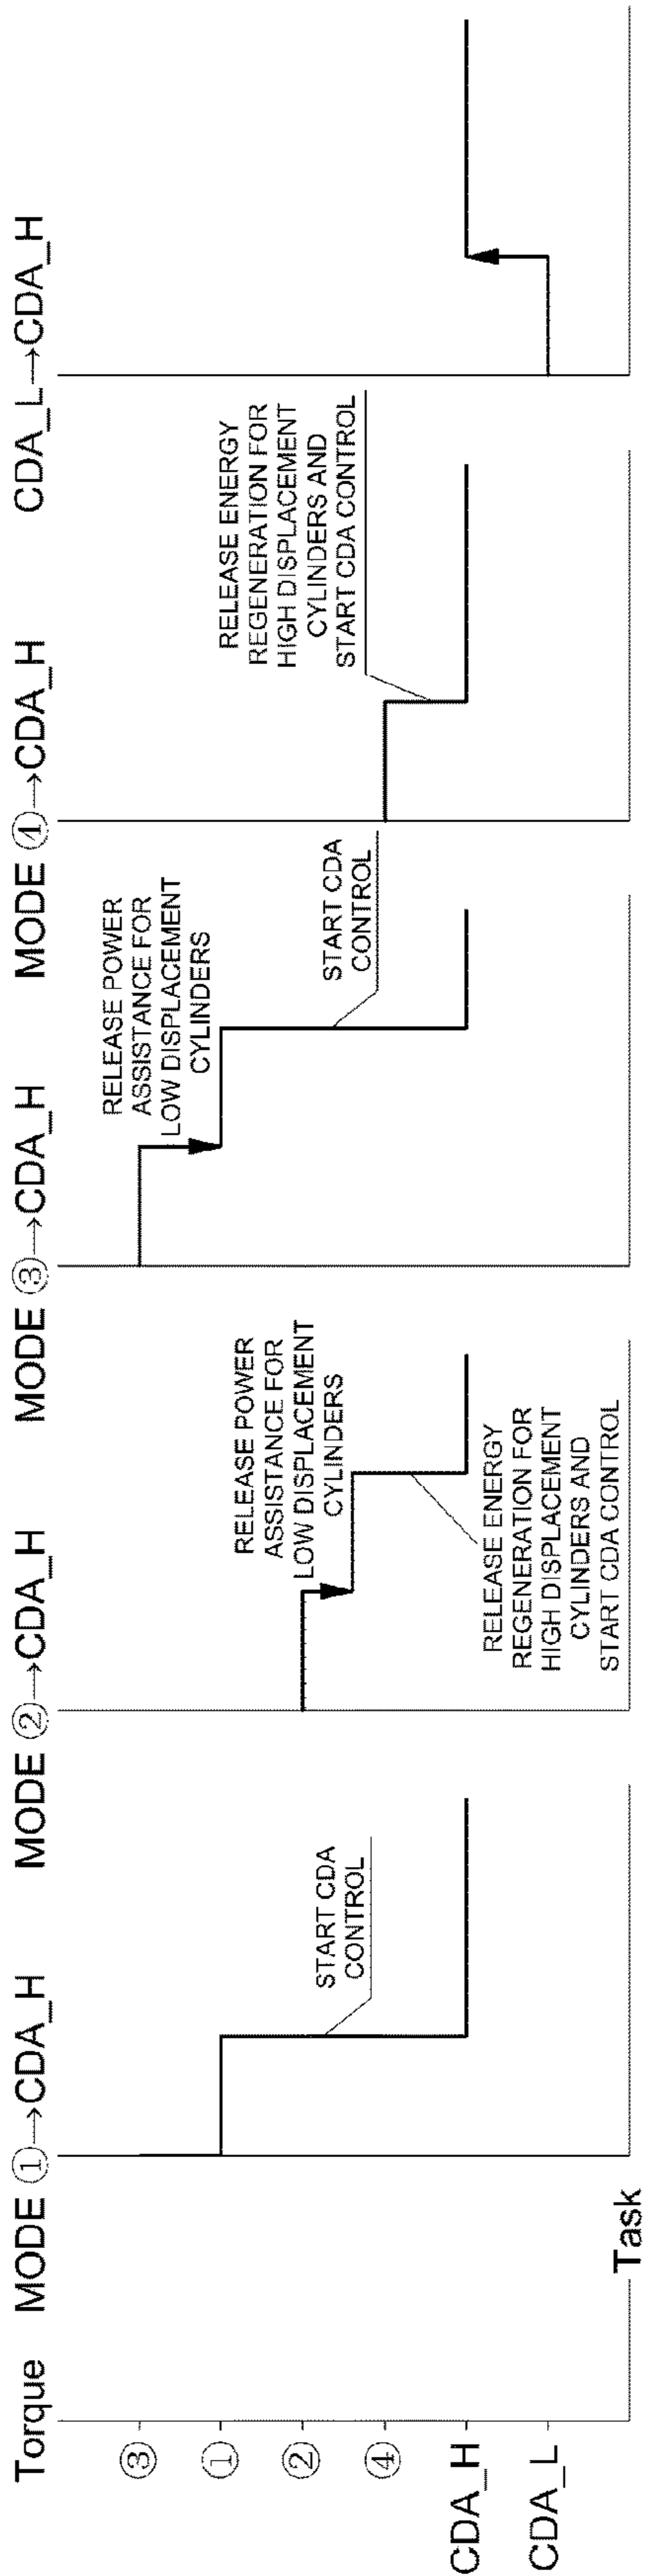 Torque
MODE ①→CDA_H
MODE ②→CDA_H
MODE ③→CDA_H
MODE ④→CDA_H
CDA_L→CDA_H
③
①
②
④
CDA_H
CDA_L
Task
START CDA
CONTROL
RELEASE POWER
ASSISTANCE FOR
LOW DISPLACEMENT
CYLINDERS
RELEASE ENERGY
REGENERATION FOR
HIGH DISPLACEMENT
CYLINDERS AND
START CDA CONTROL
RELEASE POWER
ASSISTANCE FOR
LOW DISPLACEMENT
CYLINDERS
START CDA
CONTROL
RELEASE ENERGY
REGENERATION FOR
HIGH DISPLACEMENT
CYLINDERS AND
START CDA CONTROL